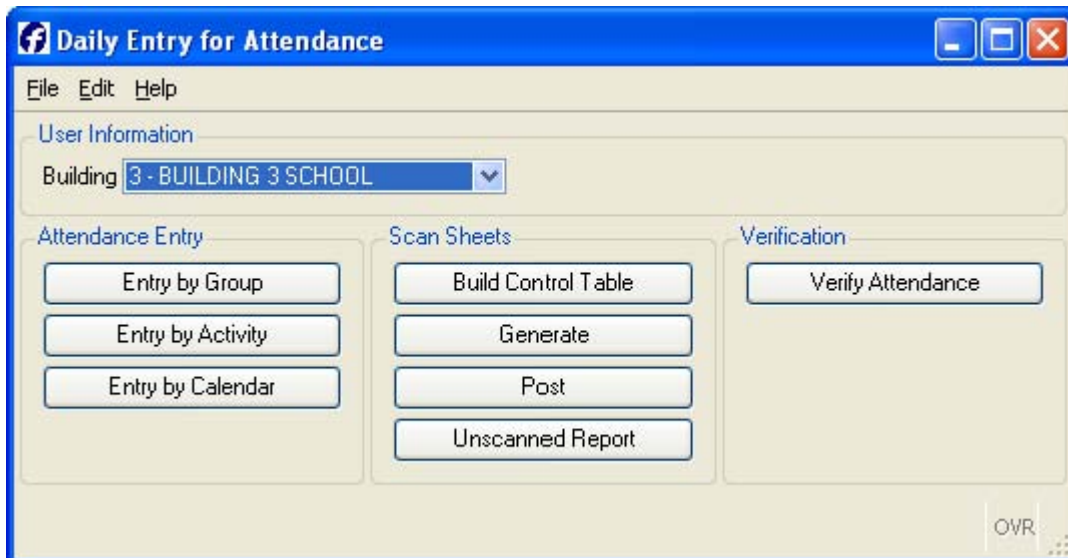 Daily Entry for Attendance
File Edit Help
User Information
Building 3 - BUILDING 3 SCHOOL
Attendance Entry
Entry by Group
Entry by Activity
Entry by Calendar
Scan Sheets
Build Control Table
Generate
Post
Unscanned Report
Verification
Verify Attendance
OVR